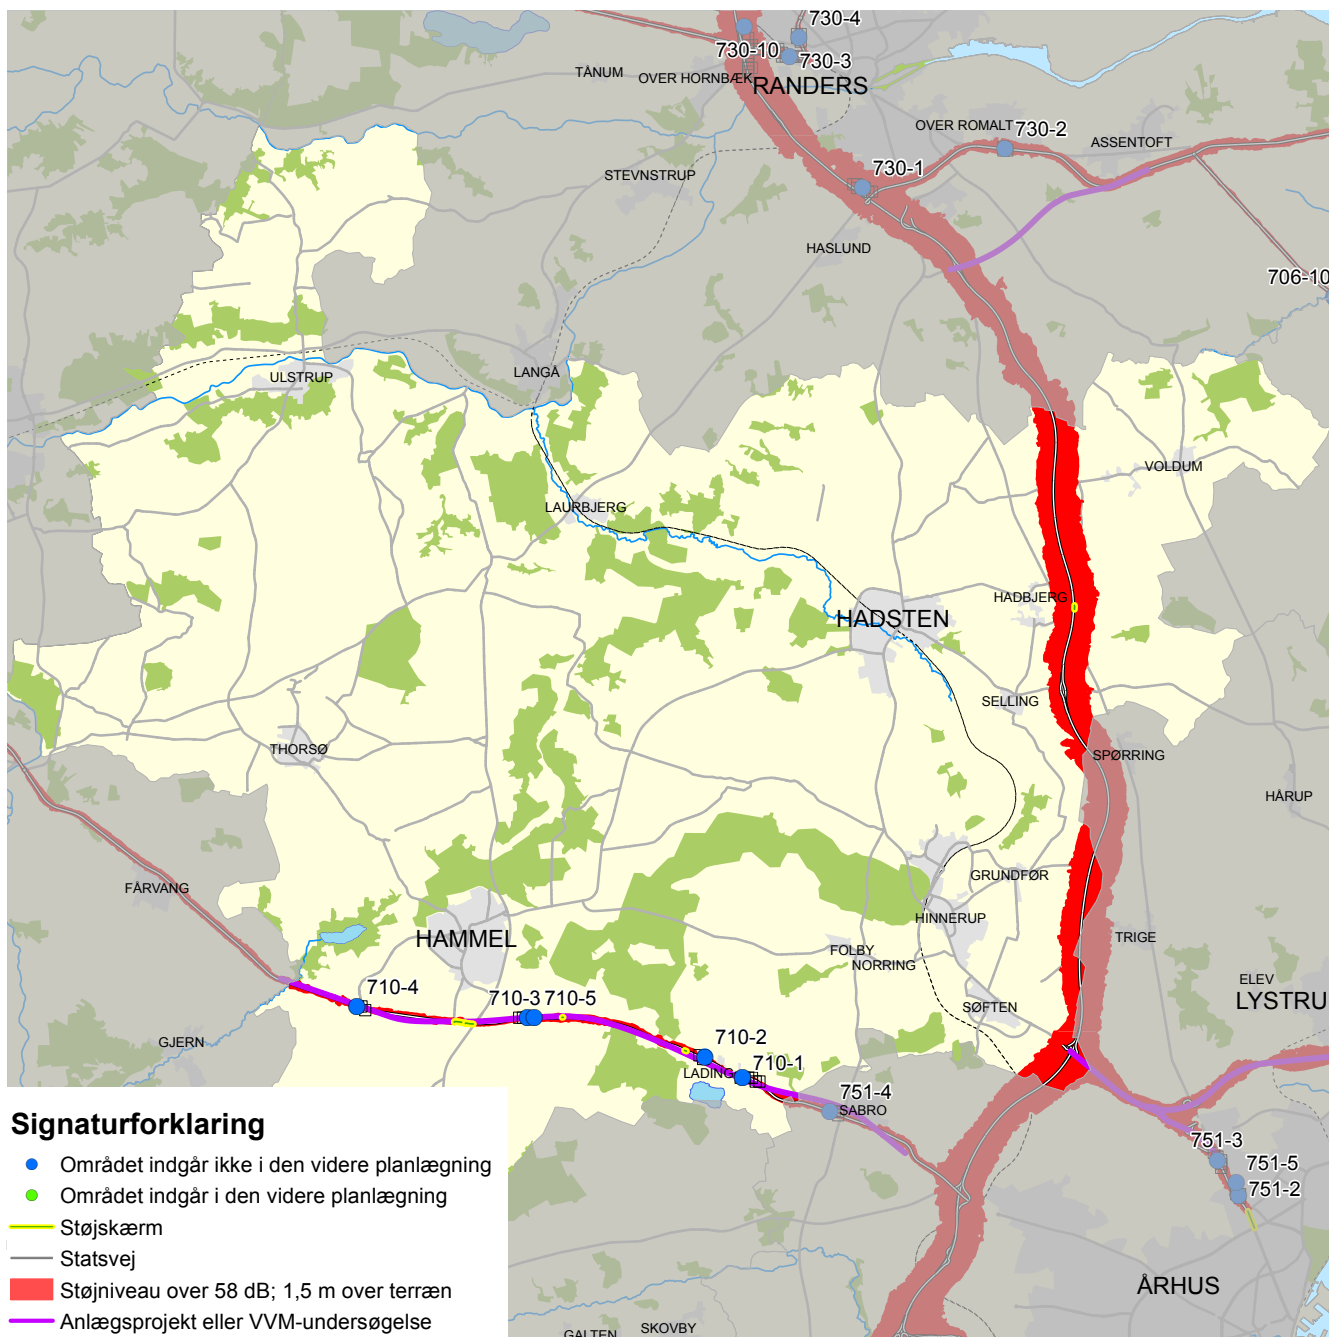 730-4
730-10
730-3
TÅNUM
OVER HORNBÆK
RANDERS
OVER ROMALT
730-2
ASSENTOFT
730-1
STEVNSTRUP
HASLUND
706-10
LANGÅ
ULSTRUP
VOLDUM
LAURBJERG
HADBJERG
HADSTEN
SELLING
THORSØ
SPØRRING
HÅRUP
FÅRVANG
GRUNDFØR
HINNERUP
HAMMEL
FOLBY
NORRING
TRIGE
ELEV
LYSTRU
710-4
710-3
710-5
SØFTEN
GJERN
710-2
LADING
710-1
751-4
SABRO
751-3
751-5
751-2
ÅRHUS
SKOVBY
GALTEN
Signaturforklaring
Området indgår ikke i den videre planlægning
Området indgår i den videre planlægning
Støjskærm
Statsvej
Støjniveau over 58 dB; 1,5 m over terræn
Anlægsprojekt eller VVM-undersøgelse